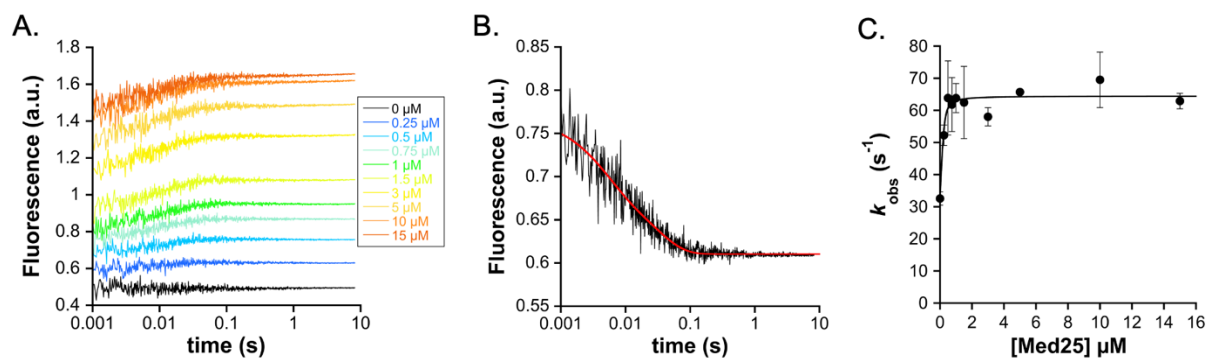 A.
Fluorescence (a.u.)
1.8
1.6
1.4
1.2
1
0.8
0.6
0.4
0.001
0.01
0.1
1
10
time (s)
0 µM
0.25 µM
0.5 µM
0.75 µM
1 µM
1.5 µM
3 µM
5 µM
10 µM
15 µM
B.
Fluorescence (a.u.)
0.85
0.8
0.75
0.7
0.65
0.6
0.55
0.001
0.01
0.1
1
10
time (s)
C.
kobs (s-1)
80
70
60
50
40
30
20
10
0
0
2
4
6
8
10
12
14
16
[Med25] µM